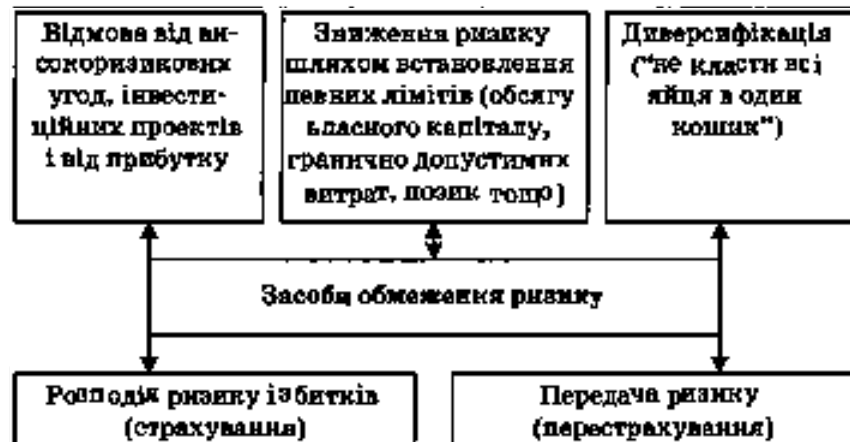 Відмова від ви-
сокоризикових
угод, інвести-
ційних проектів
і від прибутку
Зниження ризику
шляхом встановлення
певних лімітів (обсягу
власного капіталу,
гранично допустимих
витрат, позик тощо)
Диверсифікація
("не класти всі
яйця в один
кошик")
Засоби обмеження ризику
Розподіл ризику і збитків
(страхування)
Передача ризику
(перестрахування)